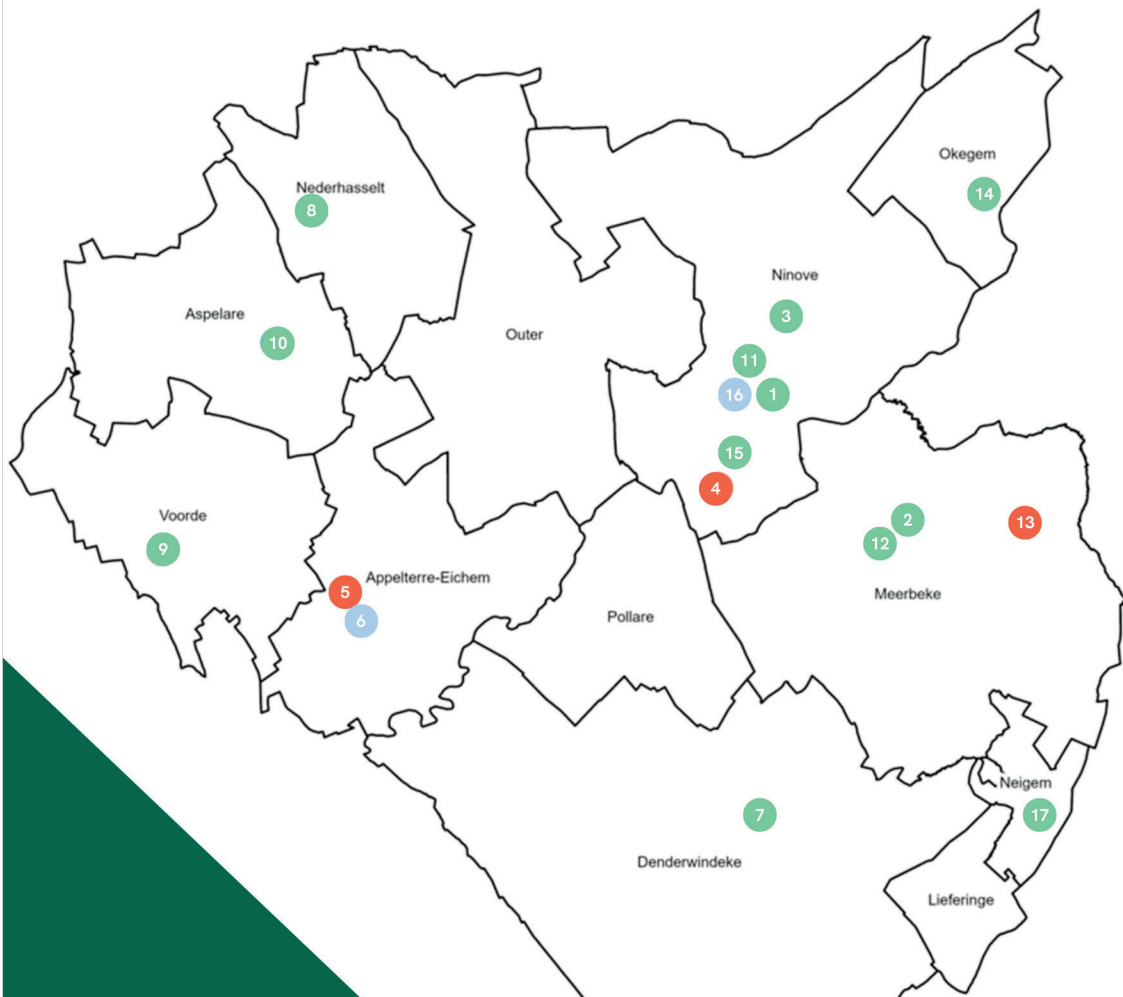 Okegem
14
Nederhasselt
8
Ninove
3
Aspelare
10
Outer
11
16
1
15
4
Voorde
9
2
12
13
Appelterre-Eichem
5
6
Meerbeke
Pollare
Neigem
17
7
Denderwindeke
Lieferinge